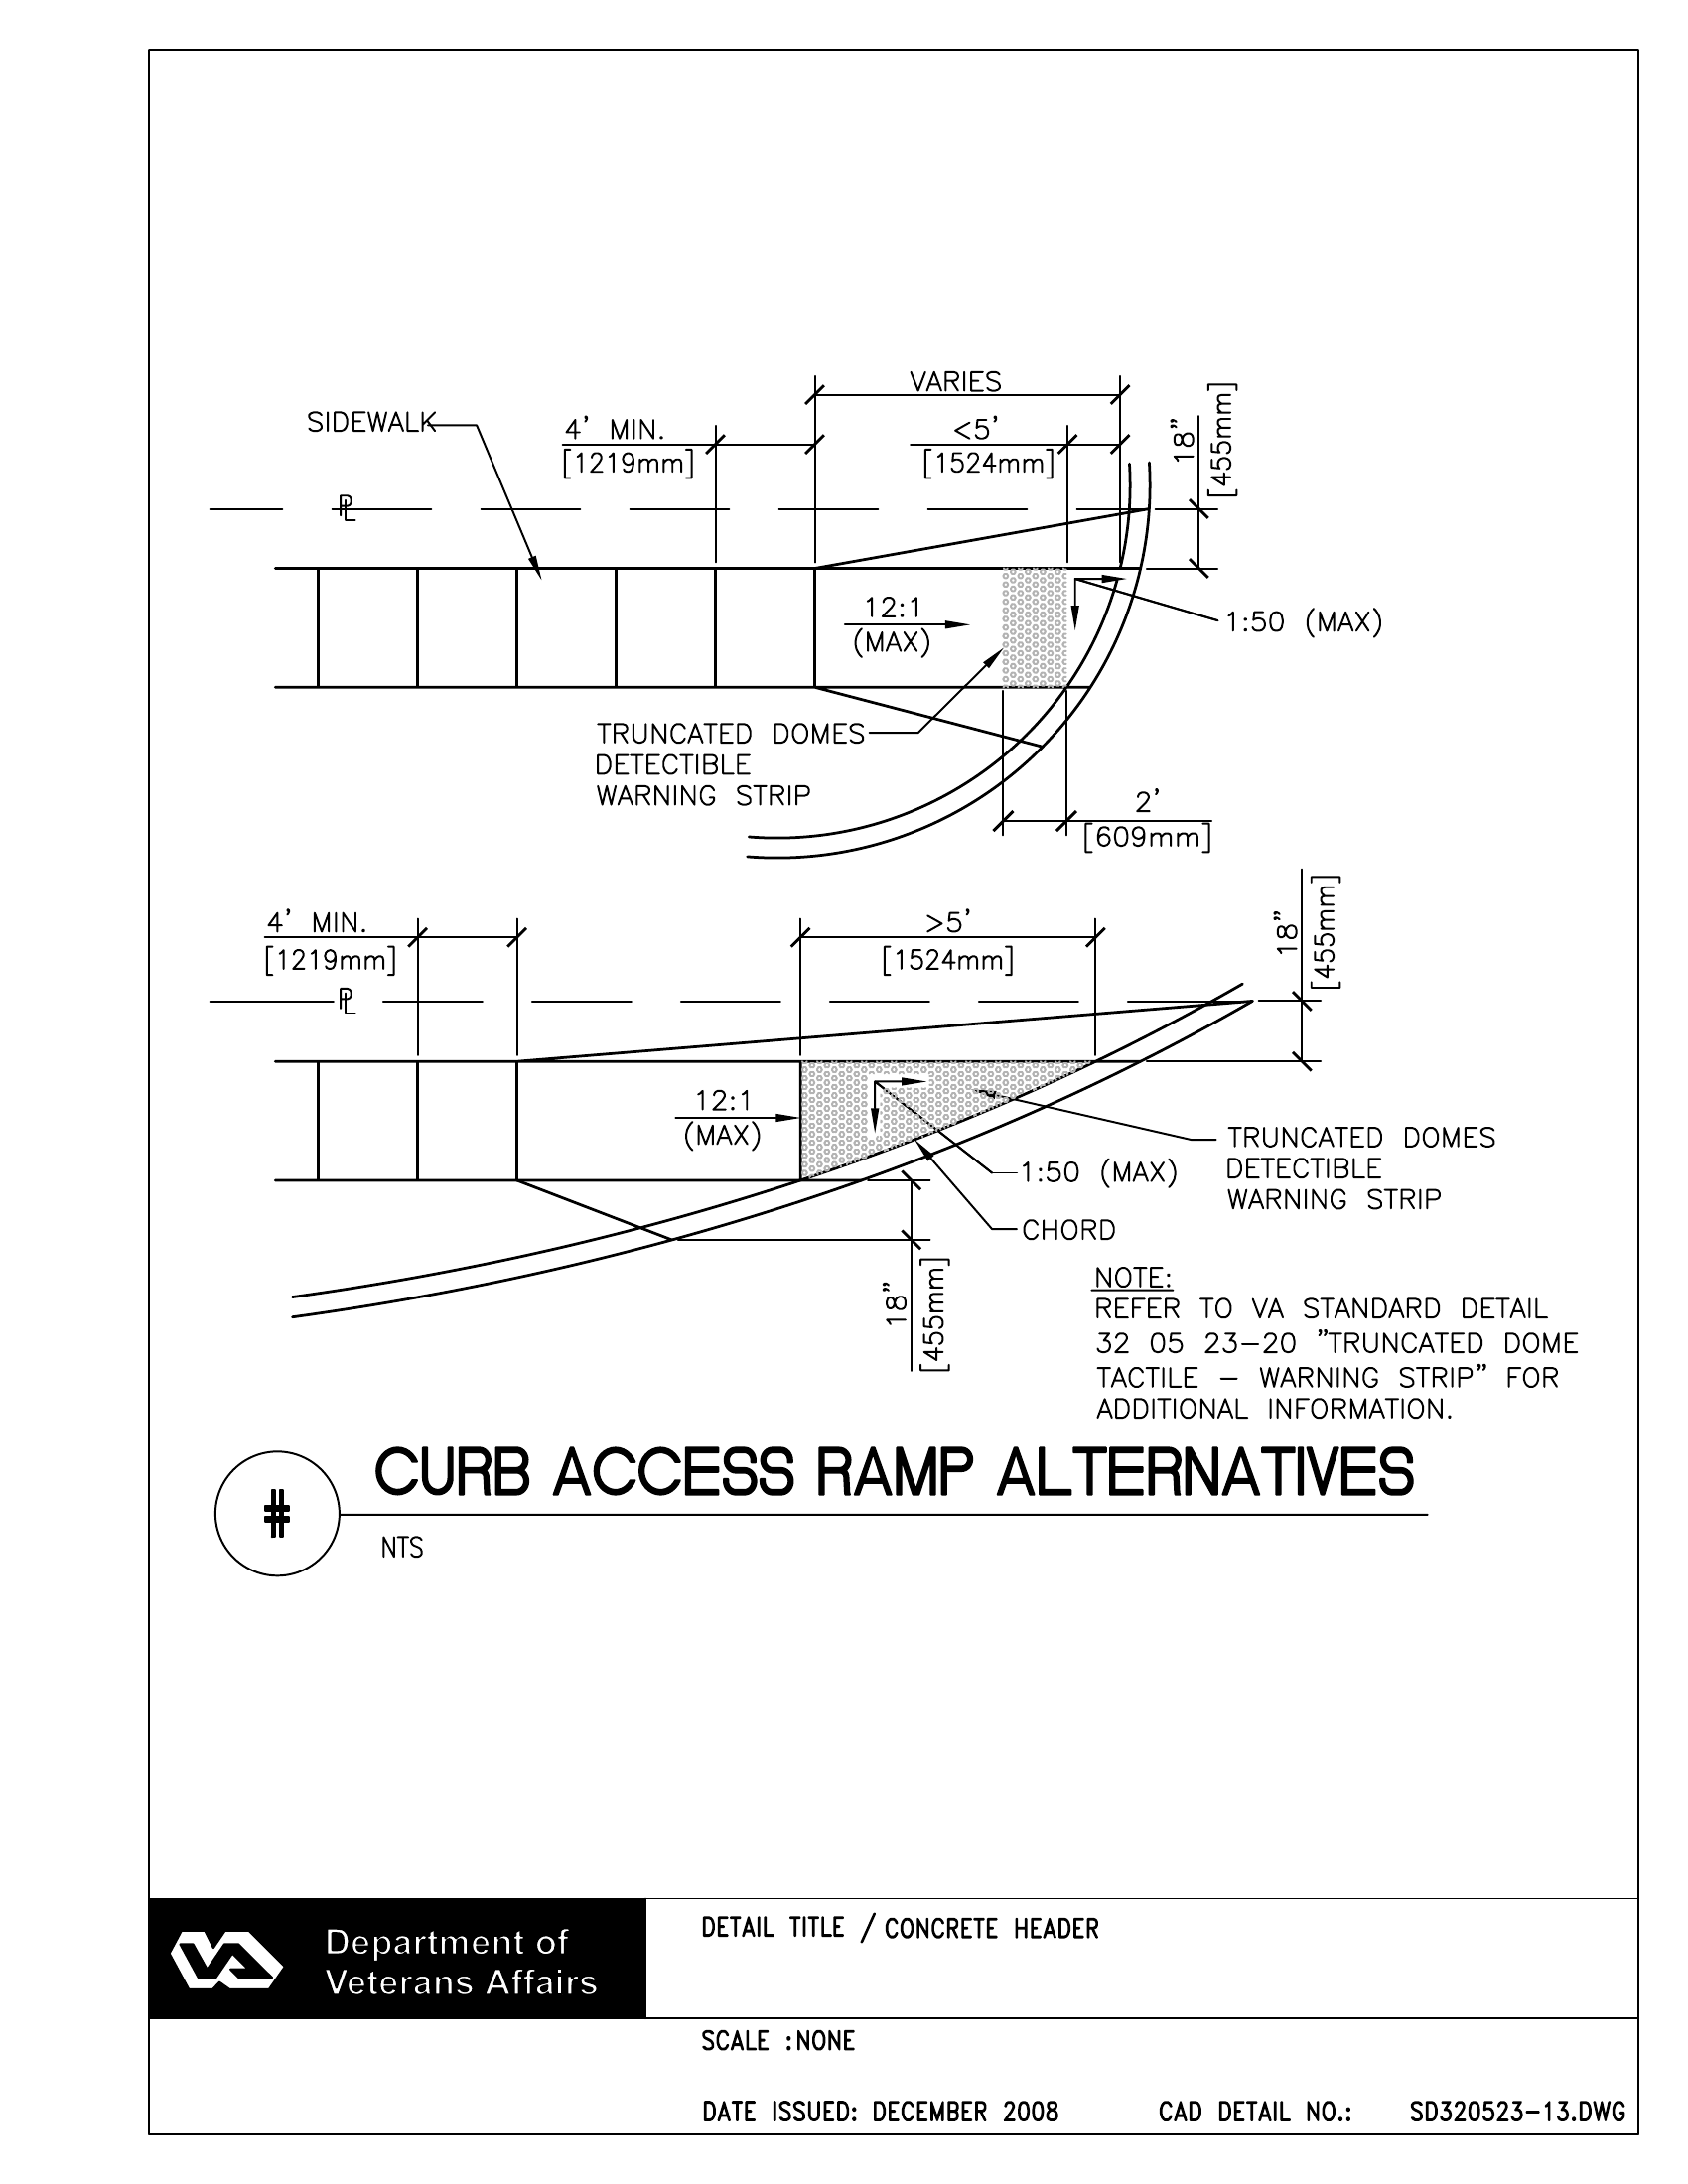 VARIES
SIDEWALK
4' MIN.
[1219mm]
<5'
[1524mm]
18"
[455mm]
PL
12:1
(MAX)
1:50 (MAX)
TRUNCATED DOMES
DETECTIBLE
WARNING STRIP
2'
[609mm]
4' MIN.
[1219mm]
>5'
[1524mm]
18"
[455mm]
PL
12:1
(MAX)
TRUNCATED DOMES
DETECTIBLE
WARNING STRIP
1:50 (MAX)
CHORD
18"
[455mm]
NOTE:
REFER TO VA STANDARD DETAIL
32 05 23-20 "TRUNCATED DOME
TACTILE - WARNING STRIP" FOR
ADDITIONAL INFORMATION.
#
CURB ACCESS RAMP ALTERNATIVES
NTS
VA
Department of
Veterans Affairs
DETAIL TITLE / CONCRETE HEADER
SCALE :NONE
DATE ISSUED: DECEMBER 2008
CAD DETAIL NO.: SD320523-13.DWG